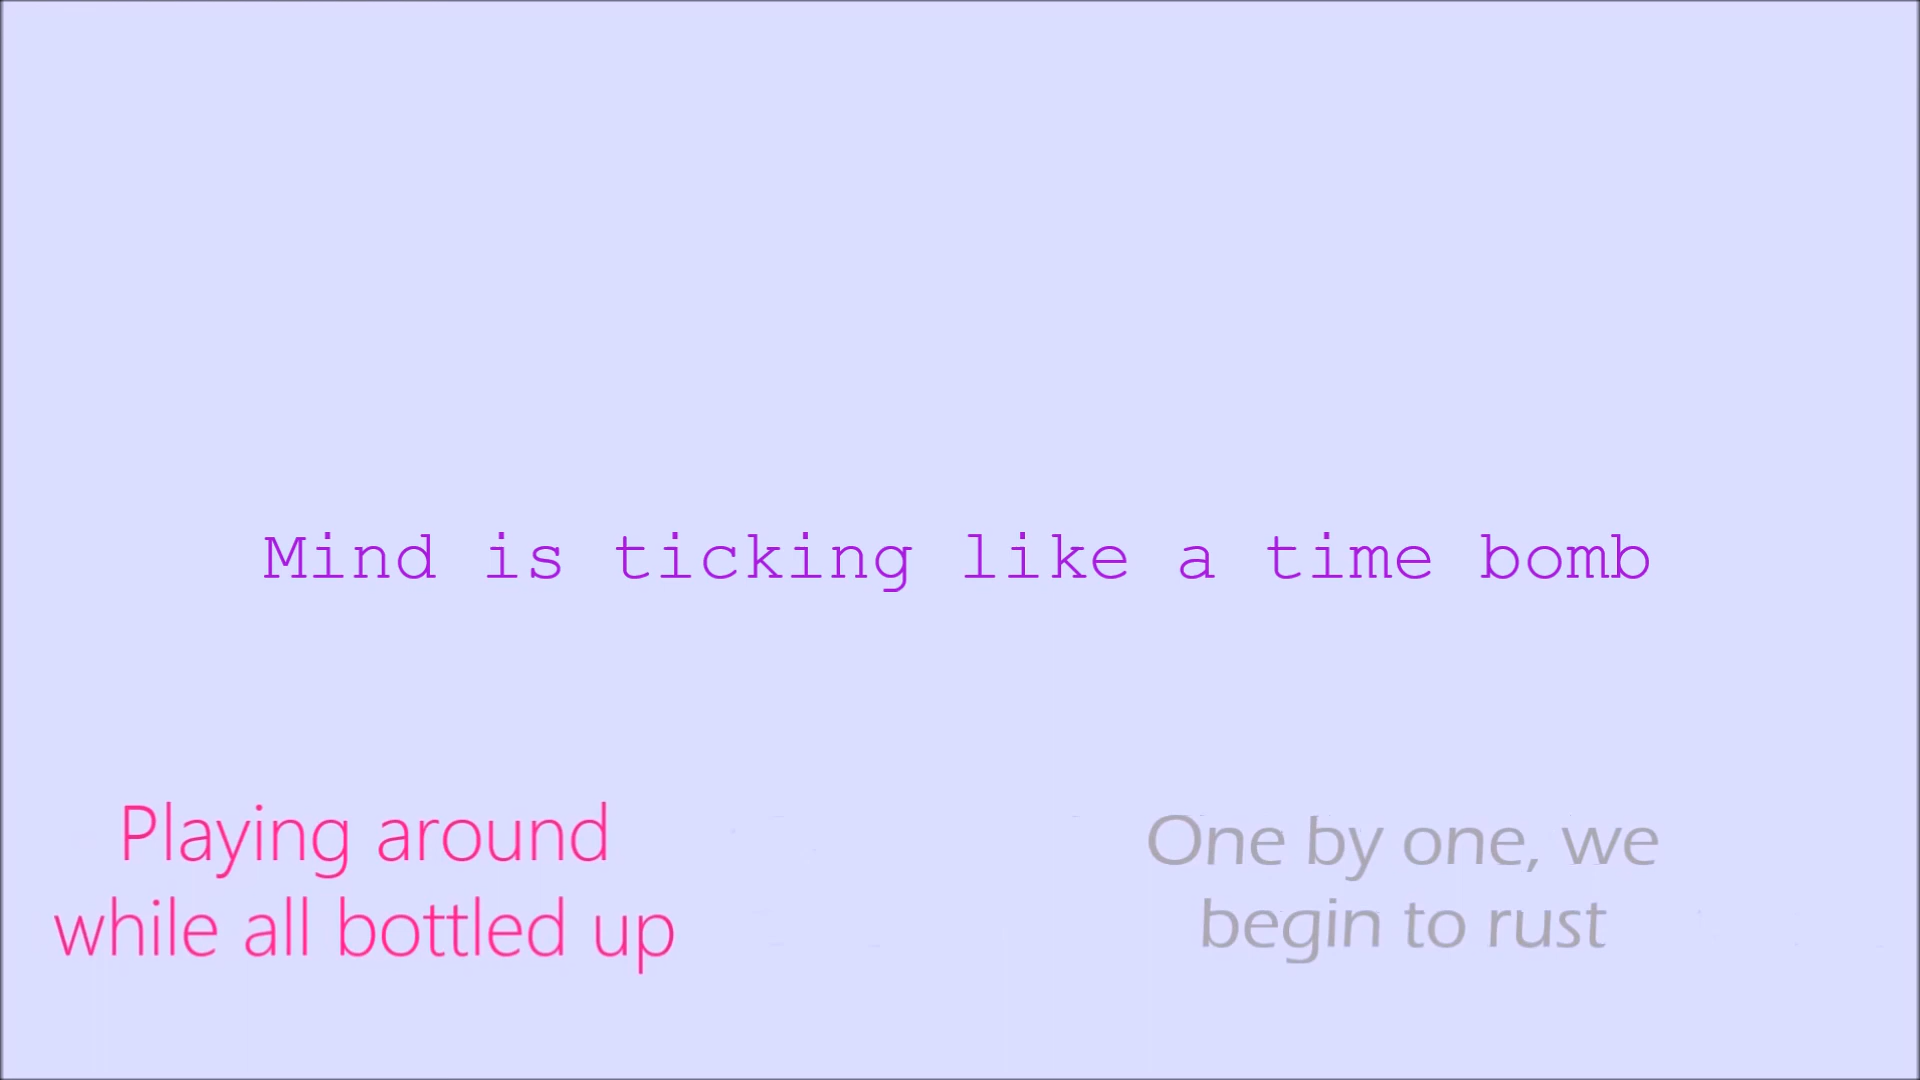 Mind is ticking like a time bomb
Playing around
while all bottled up
One by one, we
begin to rust